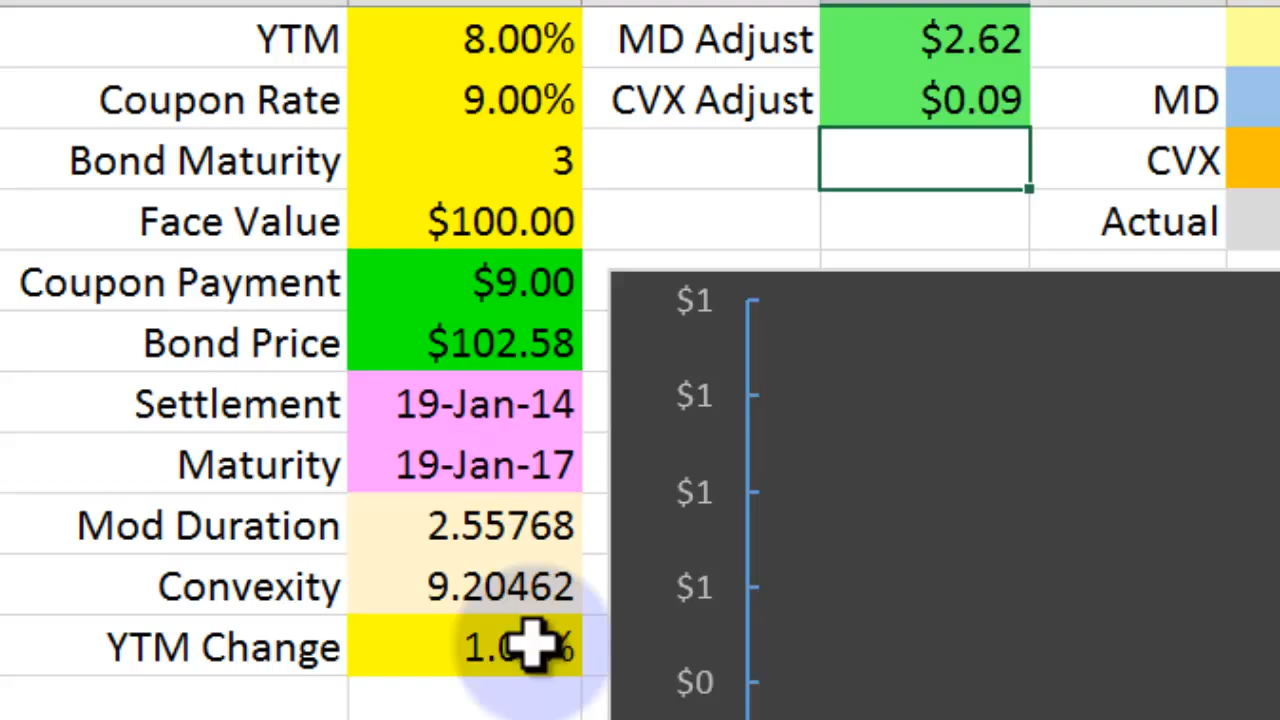 YTM 8.00% MD Adjust $2.62
Coupon Rate 9.00% CVX Adjust $0.09 MD
Bond Maturity 3 CVX
Face Value $100.00 Actual
Coupon Payment $9.00
Bond Price $102.58
Settlement 19-Jan-14
Maturity 19-Jan-17
Mod Duration 2.55768
Convexity 9.20462
YTM Change
$1
$1
$1
$1
$0